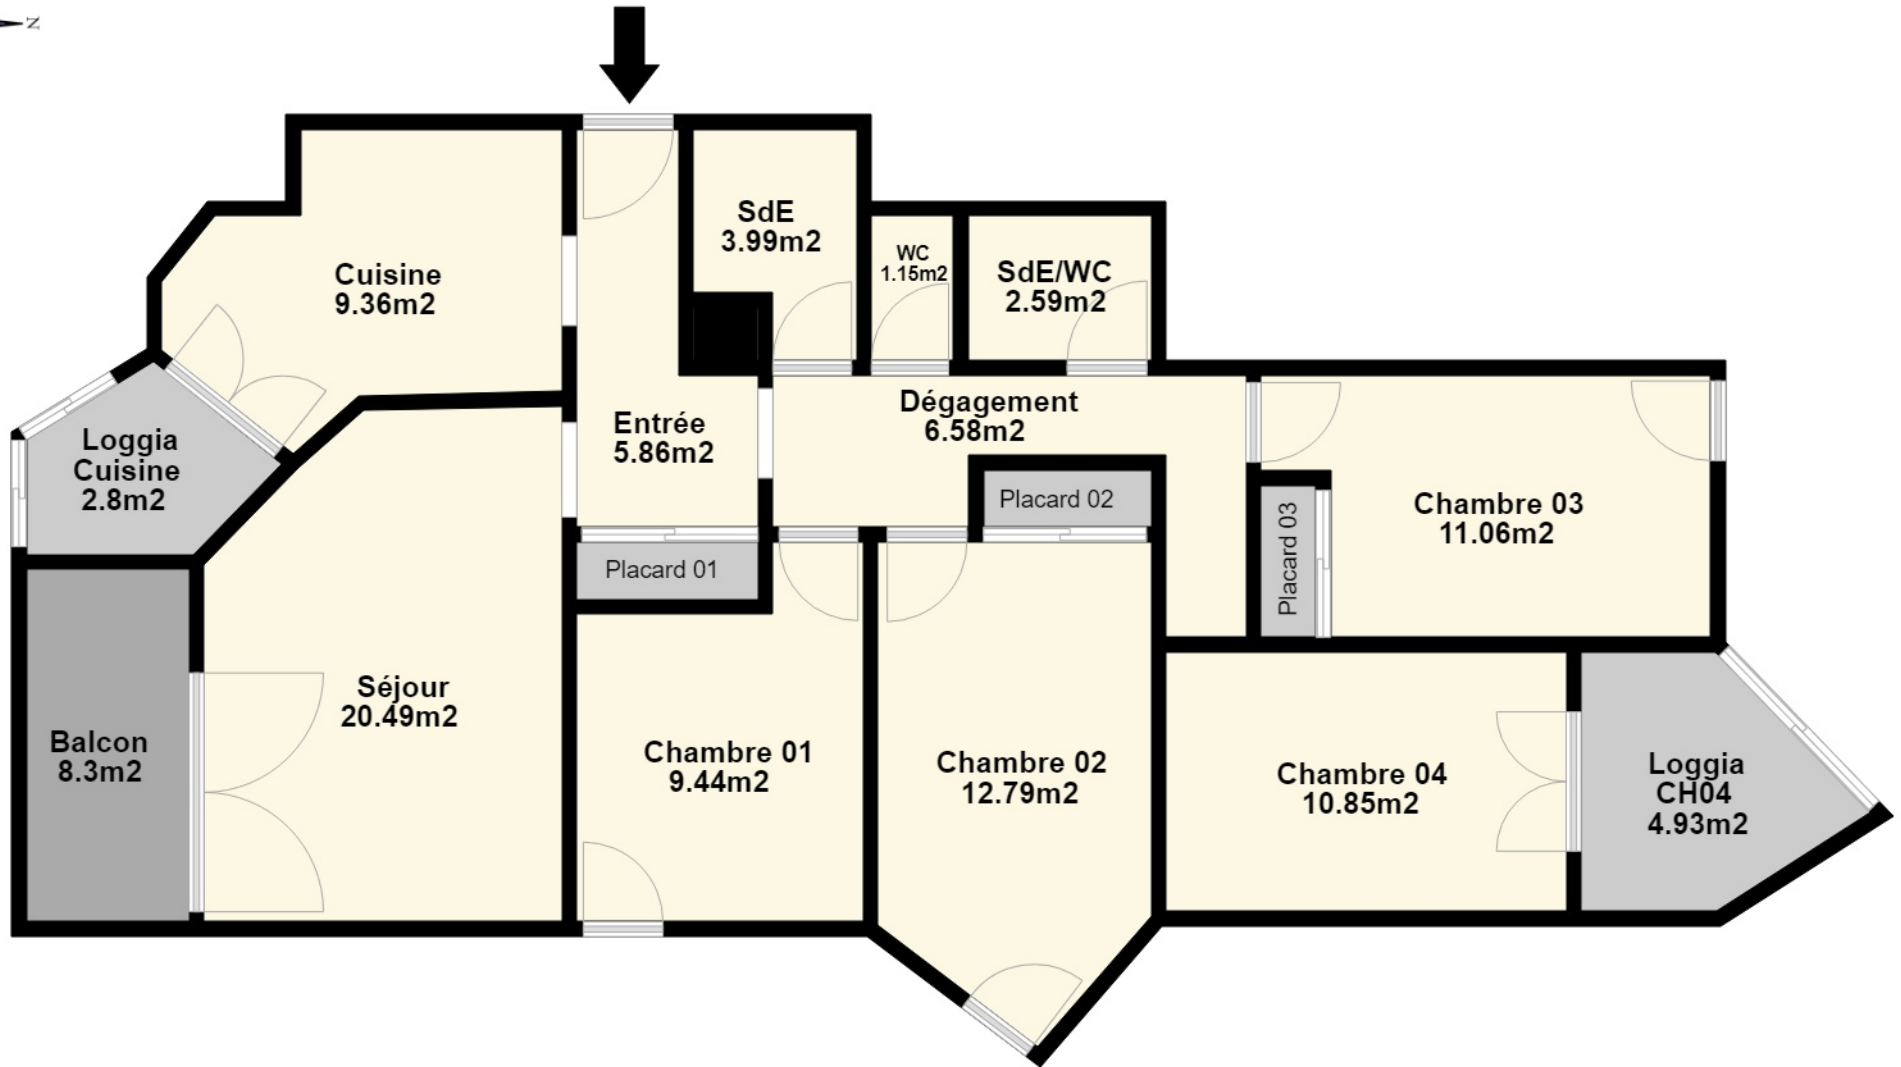 N
Cuisine
9.36m2
SdE
3.99m2
WC
1.15m2
SdE/WC
2.59m2
Loggia
Cuisine
2.8m2
Entrée
5.86m2
Dégagement
6.58m2
Placard 01
Placard 02
Placard 03
Chambre 03
11.06m2
Balcon
8.3m2
Séjour
20.49m2
Chambre 01
9.44m2
Chambre 02
12.79m2
Chambre 04
10.85m2
Loggia
CH04
4.93m2